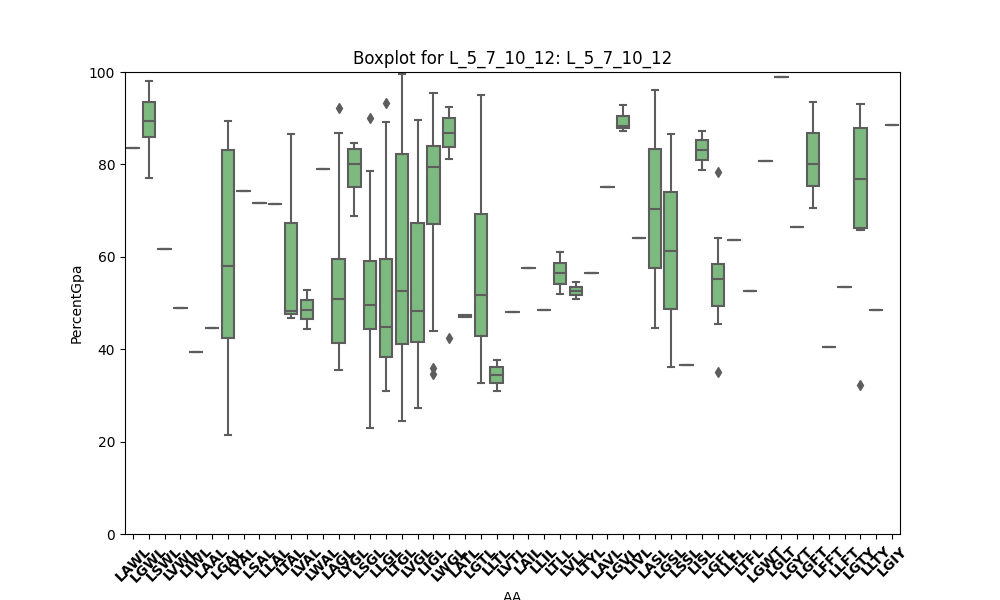 Boxplot for L_5_7_10_12: L_5_7_10_12
100
80
60
40
20
0
PercentGpa
LAWL LGWL LSWL LVWL LIWL LAAL LGAL LYAL LSAL LLAL LTAL LVAL LWAL LAGL LYGL LSGL LLGL LTGL LVGL LIGL LWGL LATL LGTL LLTL LVTL LAIL LLIL LTLL LVLL LTYL LAVL LGVL LIVL LASL LGSL LSSL LISL LGFL LLFL LTFL LGWT LGYT LGFT LFFT LLFT LGTY LLTY LGIY
AA